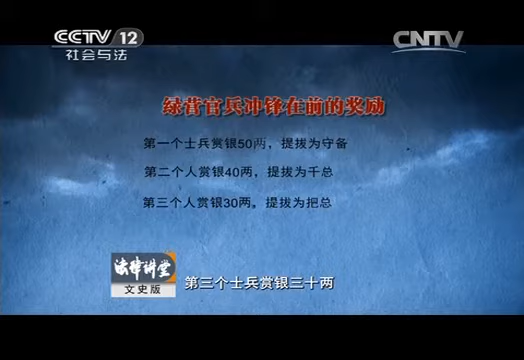 CCTV 12
社会与法
CNTV
绿营官兵冲锋在前的奖励
第一个士兵赏银50两，提拔为守备
第二个人赏银40两，提拔为千总
第三个人赏银30两。提拔为把总
法律讲堂
文史版
第三个士兵赏银三十两